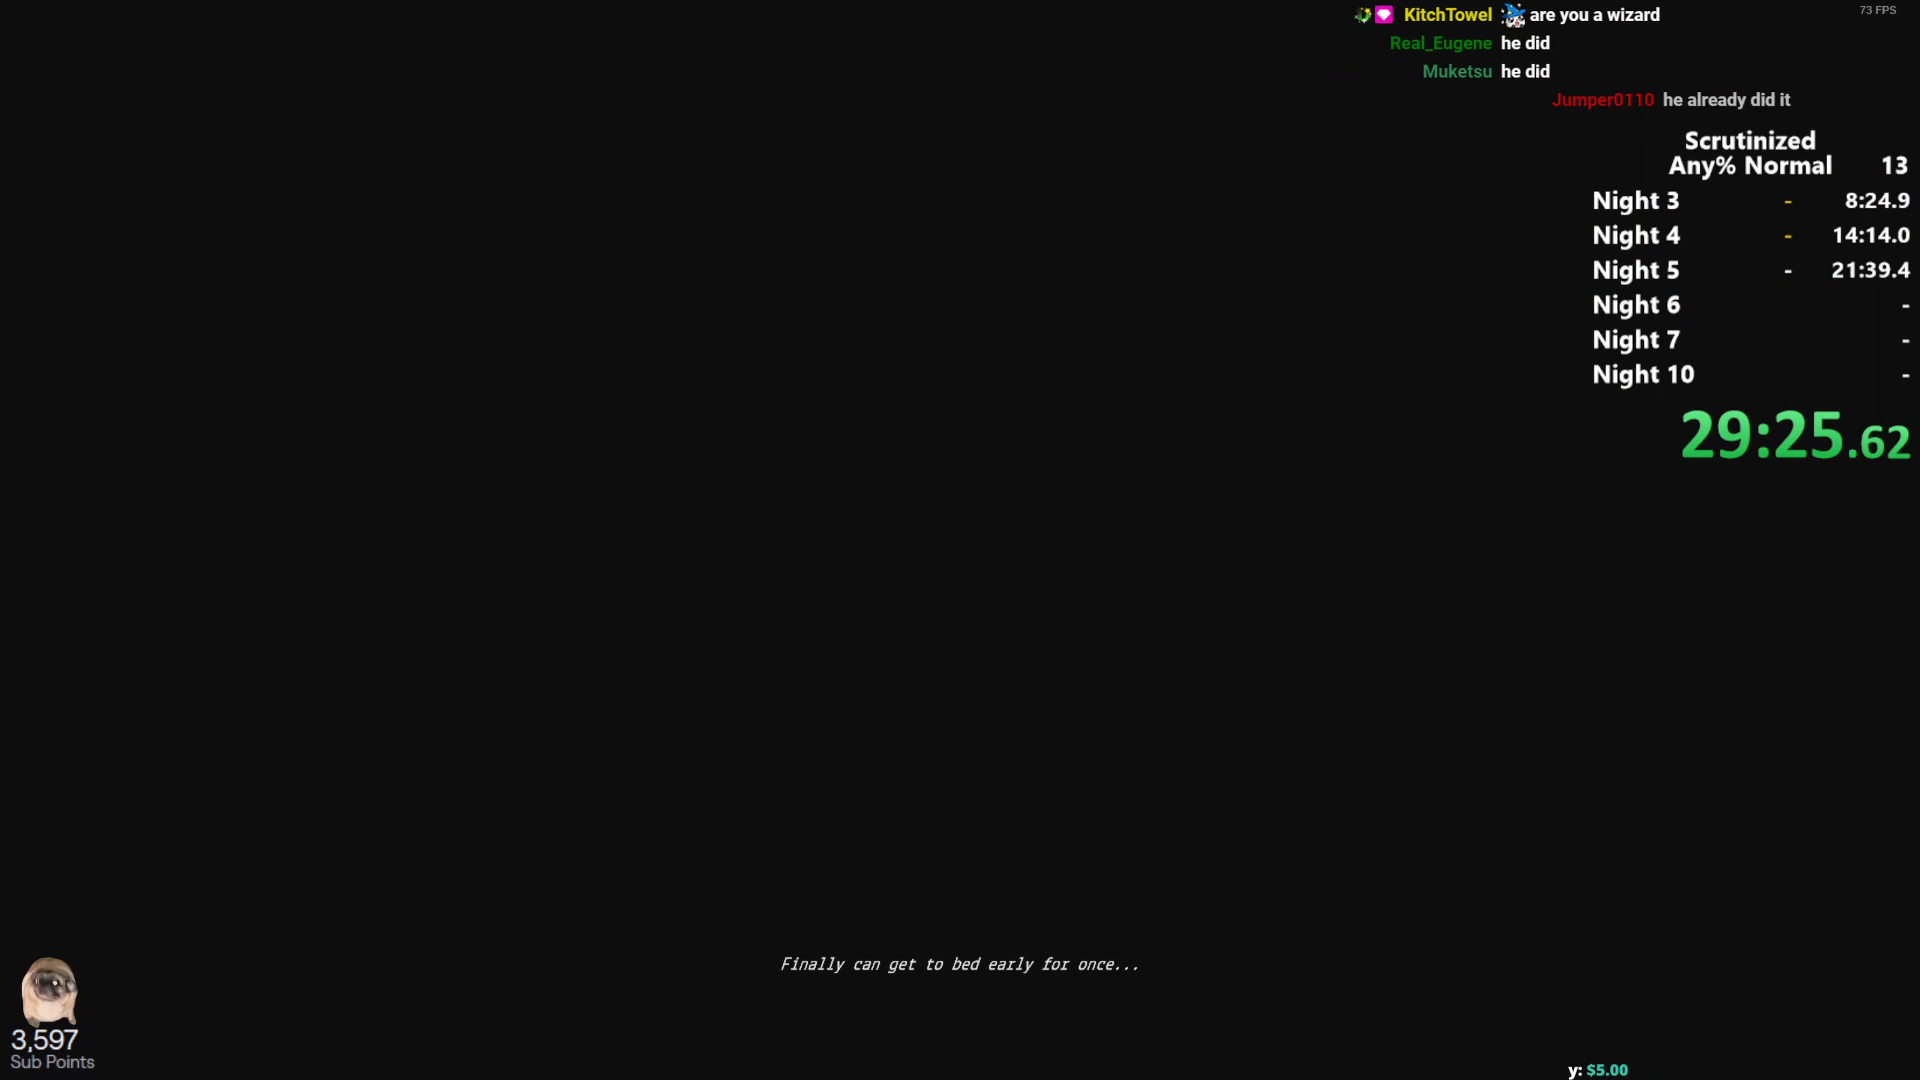 KitchTowel are you a wizard
73 FPS
Real_Eugene he did
Muketsu he did
Jumper0110 he already did it
Scrutinized
Any% Normal 13
Night 3 - 8:24.9
Night 4 - 14:14.0
Night 5 - 21:39.4
Night 6 -
Night 7 -
Night 10 -
29:25.62
Finally can get to bed early for once...
3,597
Sub Points
y: $5.00